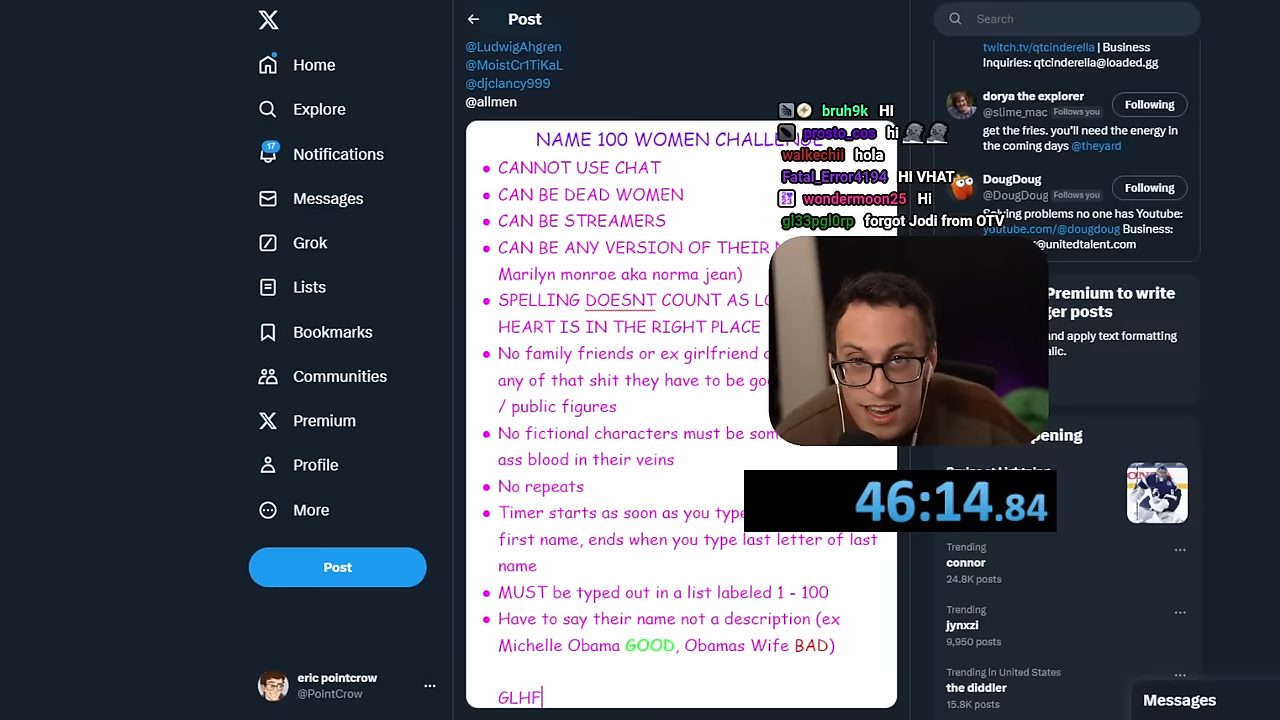 Home
Explore
17
Notifications
Messages
Grok
Lists
Bookmarks
Communities
Premium
Profile
More
Post
eric pointcrow
@PointCrow
Post
@LudwigAhgren
@MoistCr1TiKaL
@djclancy999
@allmen
NAME 100 WOMEN CHALLENGE
CANNOT USE CHAT
CAN BE DEAD WOMEN
CAN BE STREAMERS
CAN BE ANY VERSION OF THEIR
Marilyn monroe aka norma jean)
SPELLING DOESNT COUNT AS
HEART IS IN THE RIGHT PLACE
No family friends or ex girlfriend
any of that shit they have to be
/ public figures
No fictional characters must be
ass blood in their veins
No repeats
Timer starts as soon as you type
first name, ends when you type last letter of last
name
MUST be typed out in a list labeled 1 - 100
Have to say their name not a description (ex
Michelle Obama GOOD, Obamas Wife BAD)
GLHF
bruh9k HI
prosto_cos hi
walkechii hola
Fatal_Error4194 HI VHAT
wondermoon25 Hi
gl33pgl0rp forgot Jodi from OTV
46:14.84
Search
twitch.tv/qtcinderella | Business
Inquiries: qtcinderella@loaded.gg
dorya the explorer
@slime_mac Follows you
Following
get the fries. you'll need the energy in
the coming days @theyard
DougDoug
@DougDoug Follows you
Following
Solving problems no one has Youtube:
youtube.com/@dougdoug Business:
@unitedtalent.com
Premium to write
posts
and apply text formatting
Trending
connor
24.8K posts
Trending
jynxzi
9,950 posts
Trending in United States
the diddler
15.8K posts
Messages